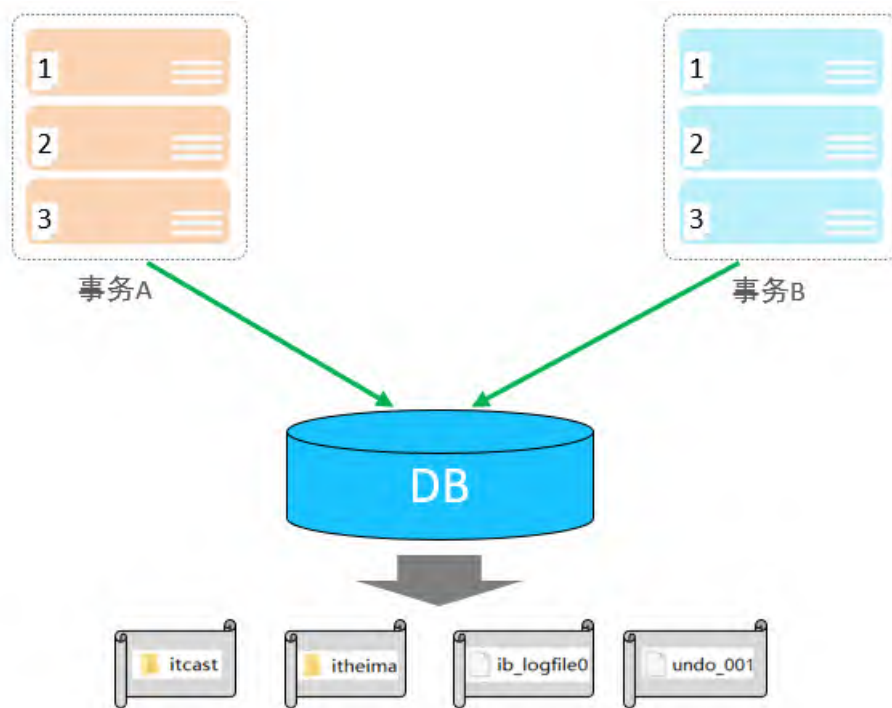 1
2
3
事务A
1
2
3
事务B
DB
itcast
itheima
ib_logfile0
undo_001